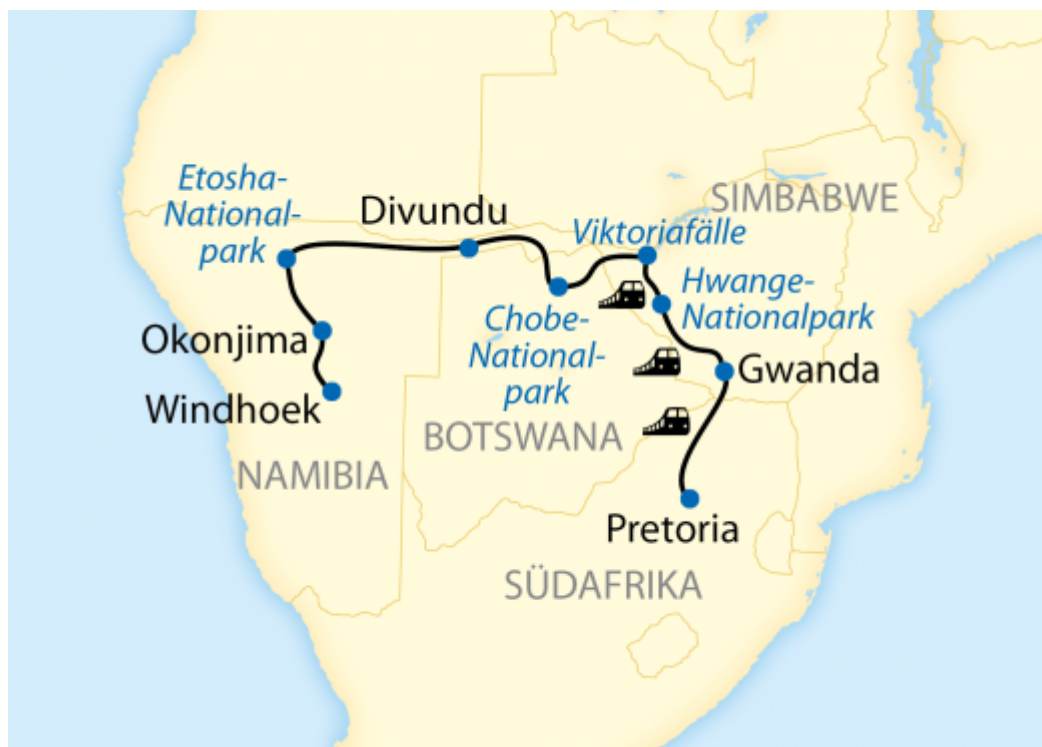 Etosha-
National-
park
Divundu
Viktoriafälle
SIMBABWE
Hwange-
Nationalpark
Okonjima
Chobe-
National-
park
Gwanda
Windhoek
BOTSWANA
NAMIBIA
Pretoria
SÜDAFRIKA